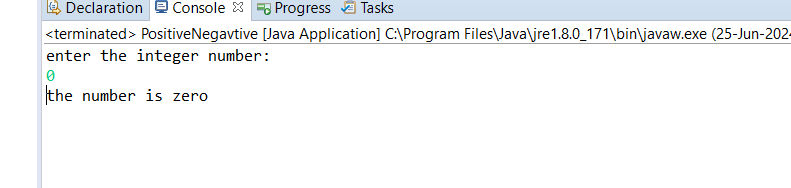 Declaration Console Progress Tasks
<terminated> PositiveNegavtive [Java Application] C:\Program Files\Java\jre1.8.0_171\bin\javaw.exe (25-Jun-2024
enter the integer number:
0
the number is zero